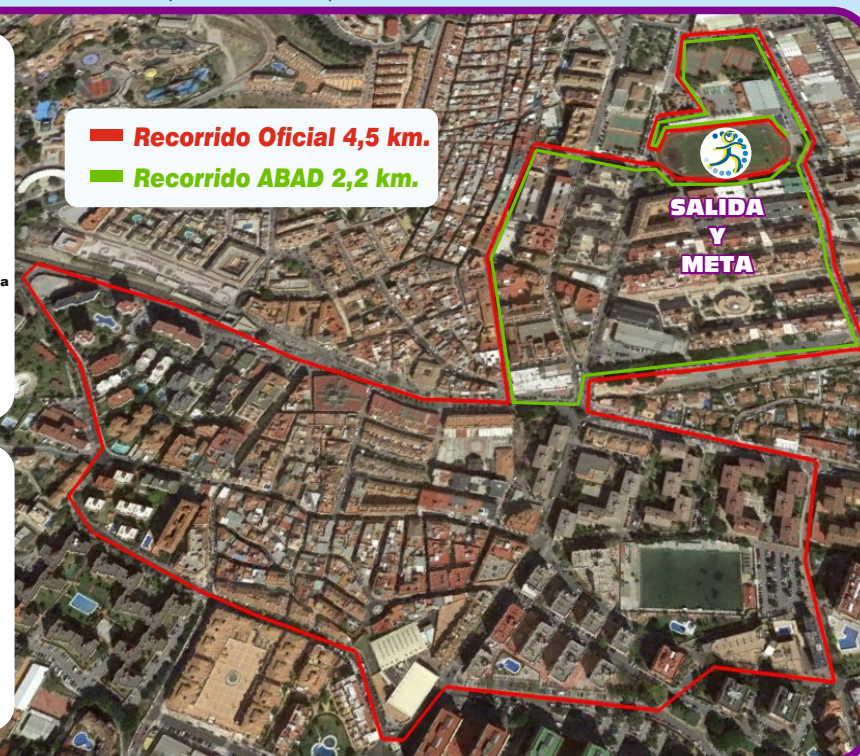 a
Recorrido Oficial 4,5 km.
Recorrido ABAD 2,2 km.
SALIDA
Y
META